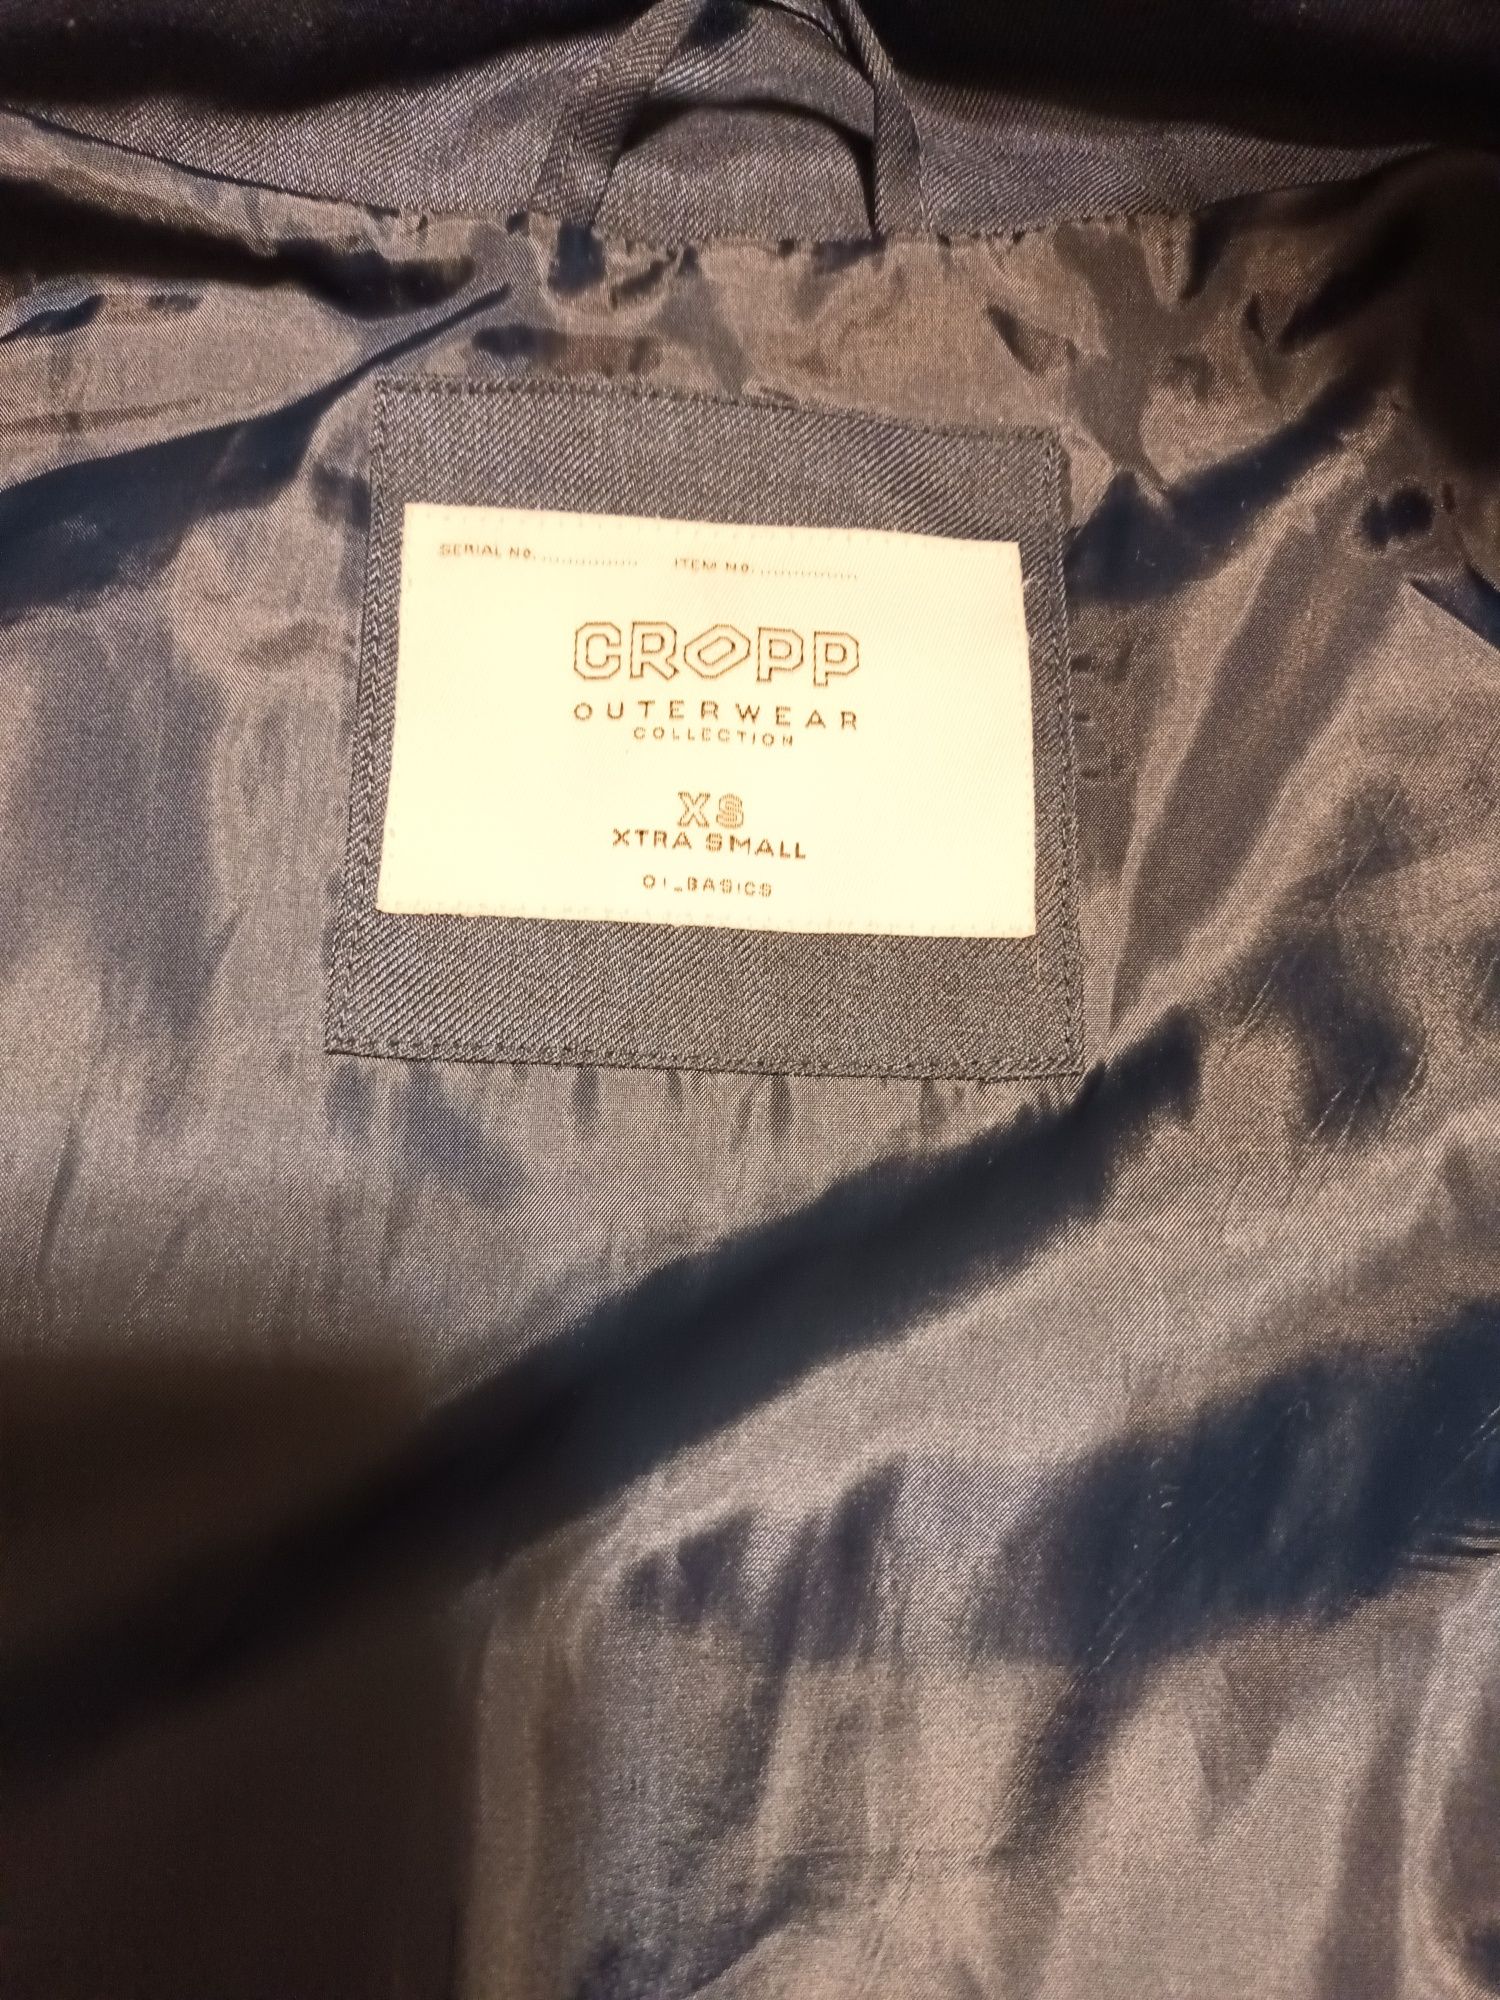 SERIAL No. .................. ITEM No. ..................
CROPP
OUTERWEAR
COLLECTION
XS
XTRA SMALL
01_BASICS